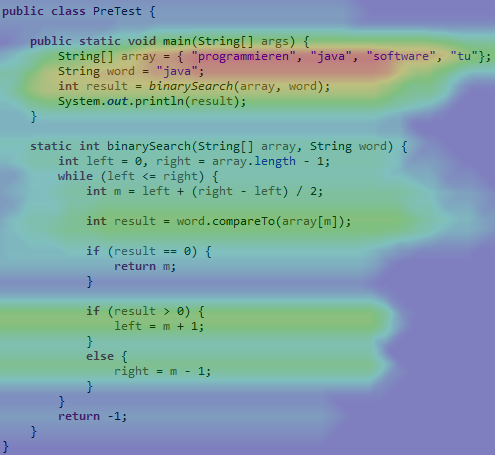 public class PreTest {
public static void main(String[] args) {
String[] array = { "programmieren", "java", "software", "tu"};
String word = "java";
int result = binarySearch(array, word);
System.out.println(result);
}
static int binarySearch(String[] array, String word) {
int left = 0, right = array.length - 1;
while (left <= right) {
int m = left + (right - left) / 2;
int result = word.compareTo(array[m]);
if (result == 0) {
return m;
}
if (result > 0) {
left = m + 1;
}
else {
right = m - 1;
}
}
return -1;
}
}